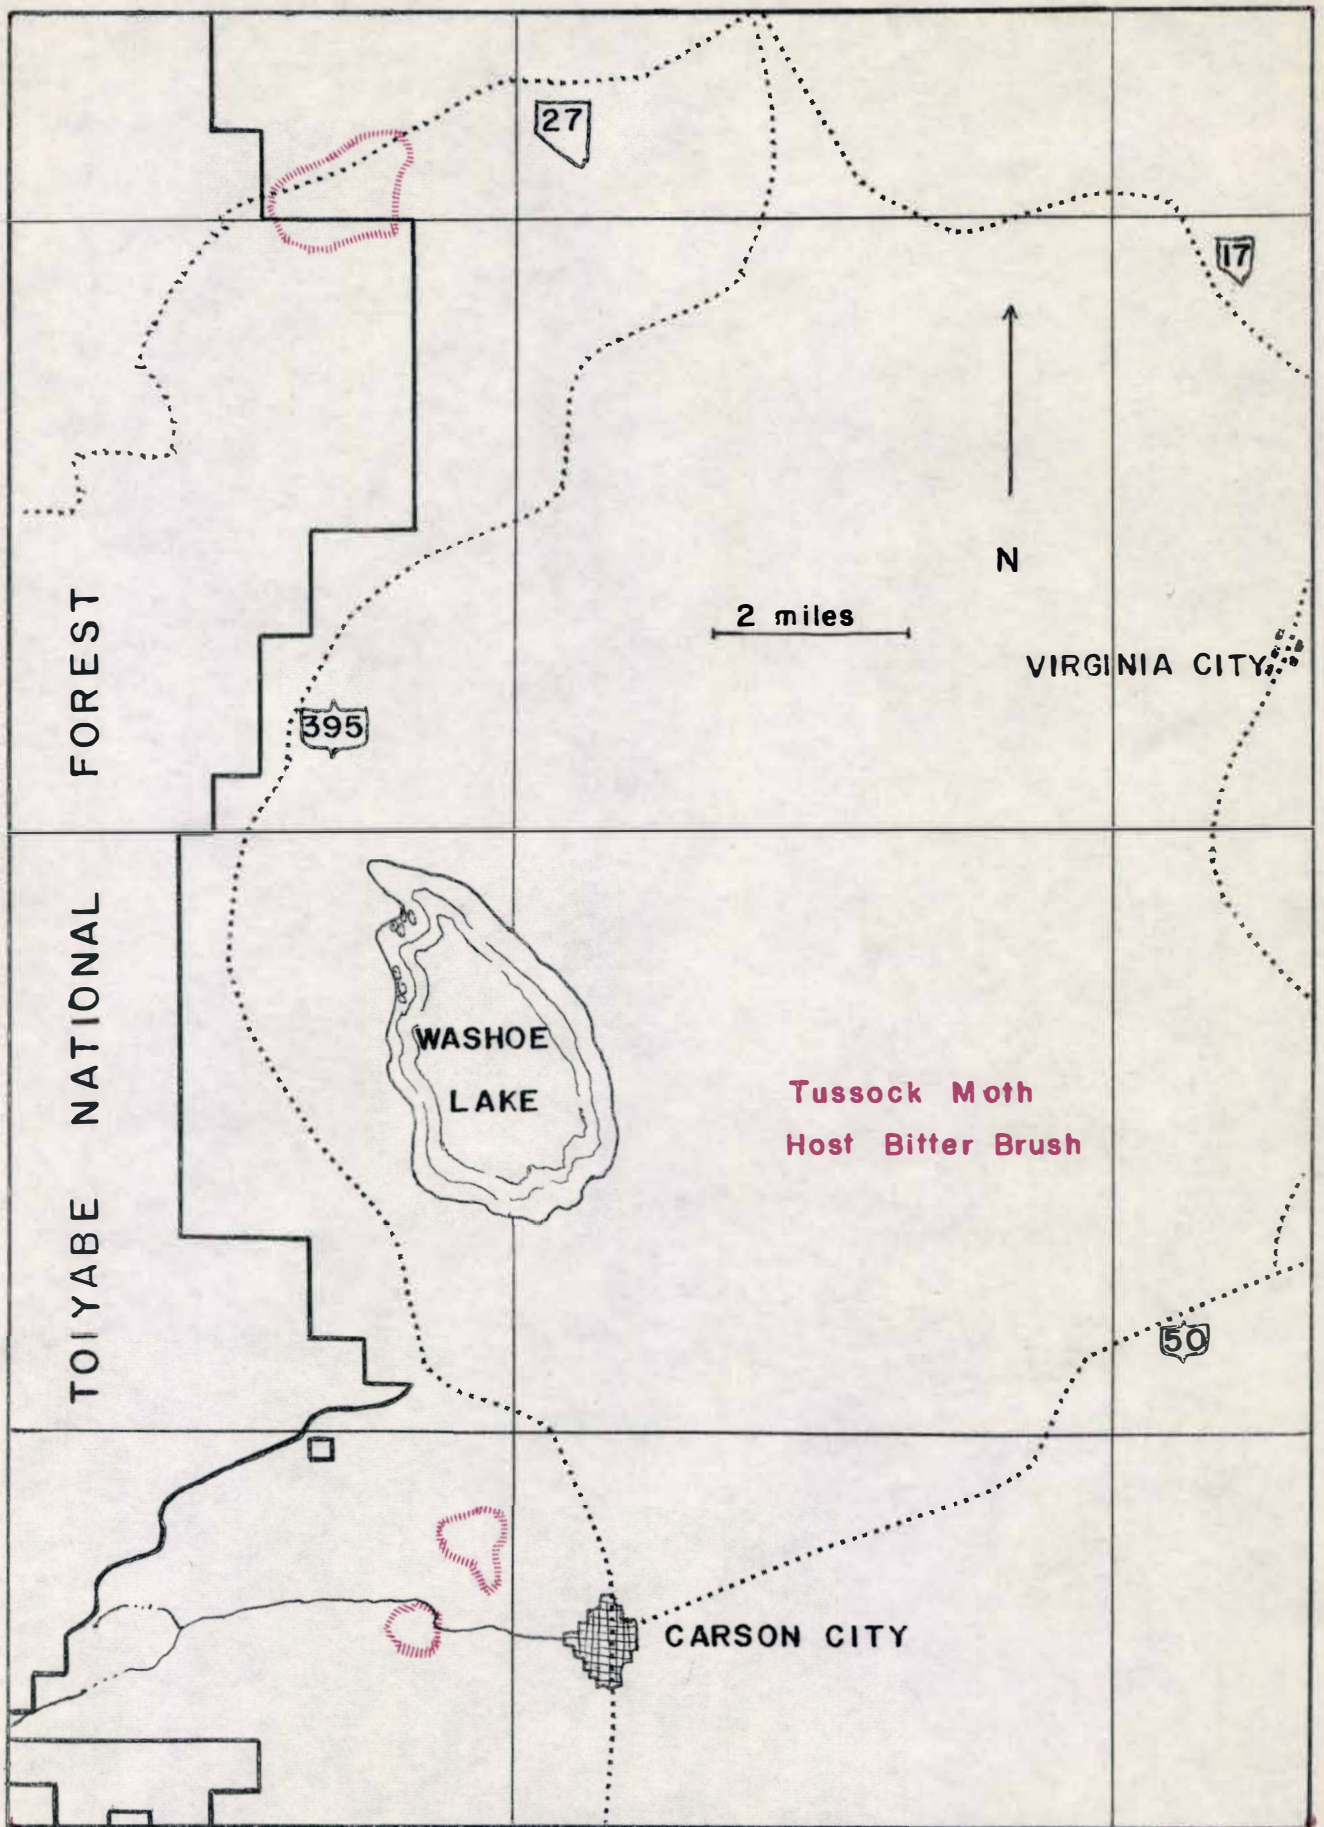 27
17
N
2 miles
VIRGINIA CITY
395
TOIYABE NATIONAL FOREST
WASHOE
LAKE
Tussock Moth
Host Bitter Brush
50
CARSON CITY